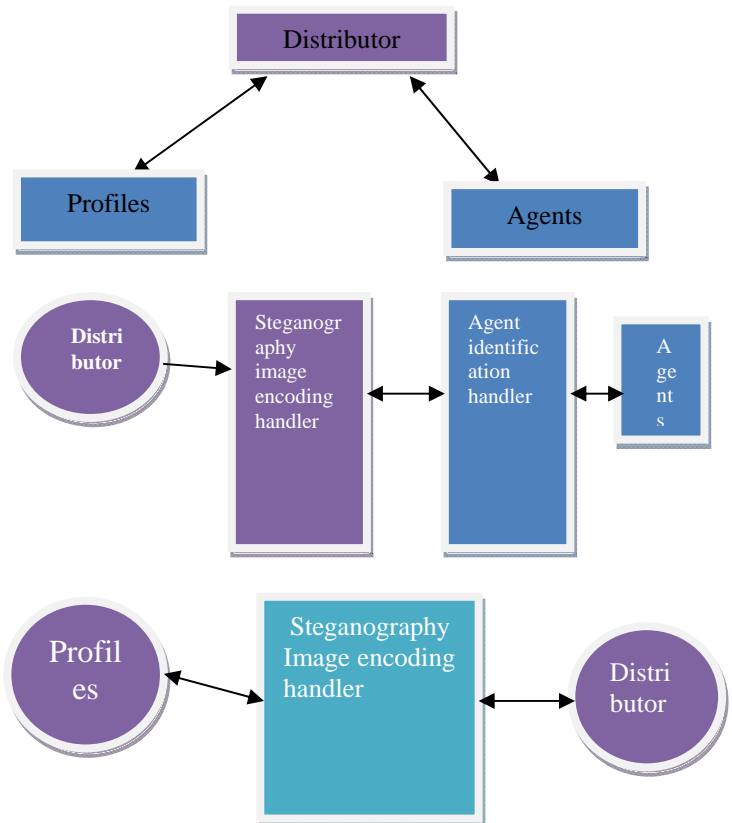 Distributor
Profiles
Agents
Distri
butor
Steganogr
aphy
image
encoding
handler
Agent
identific
ation
handler
A
ge
nt
s
Profil
es
Steganography
Image encoding
handler
Distri
butor